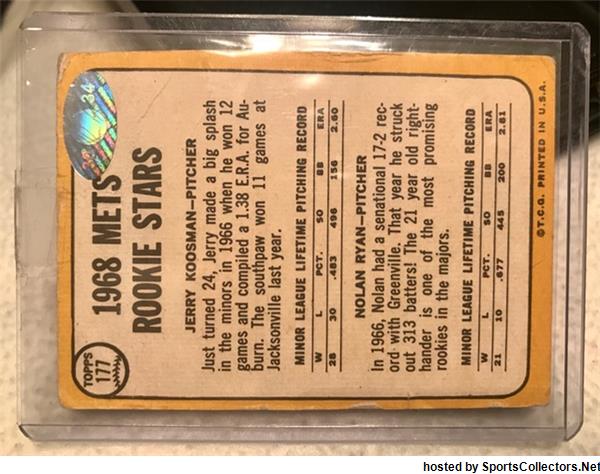 TOPPS
177
1968 METS
ROOKIE STARS
34
JERRY KOOSMAN—PITCHER
Just turned 24, Jerry made a big splash
in the minors in 1966 when he won 12
games and compiled a 1.38 E.R.A. for Au-
burn. The southpaw won 11 games at
Jacksonville last year.
MINOR LEAGUE LIFETIME PITCHING RECORD
W L PCT. SO BB ERA
28 30 .483 496 156 2.60
NOLAN RYAN—PITCHER
In 1966, Nolan had a sensational 17-2 rec-
ord with Greenville. That year he struck
out 313 batters! The 21 year old right-
hander is one of the most promising
rookies in the majors.
MINOR LEAGUE LIFETIME PITCHING RECORD
W L PCT. SO BB ERA
21 10 .677 445 200 2.81
©T.C.G. PRINTED IN U.S.A.
hosted by SportsCollectors.Net